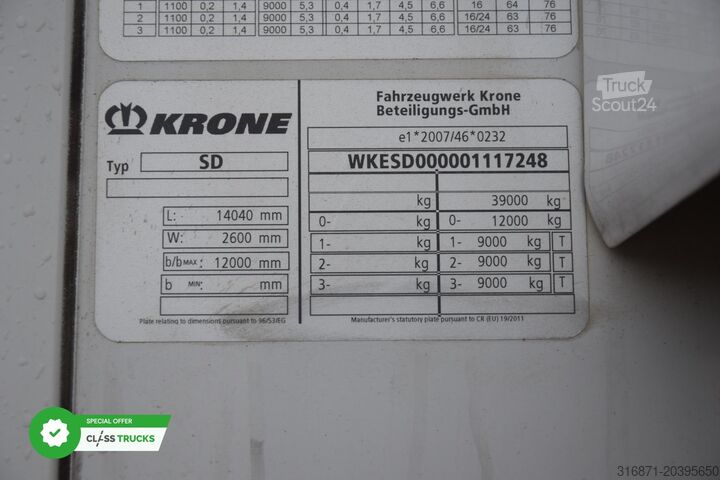 1 1100 0,2 1,4 9000 5,3 0,4 1,7 4,5 6,6 16 64 76
2 1100 0,2 1,4 9000 5,3 0,4 1,7 4,5 6,6 16/24 63 76
3 1100 0,2 1,4 9000 5,3 0,4 1,7 4,5 6,6 16/24 63 76
Truck
Scout24
KRONE
Typ SD
L: 14040 mm
W: 2600 mm
b/b MAX: 12000 mm
b MIN: mm
Plate relating to dimensions pursuant to 96/53/EG
Fahrzeugwerk Krone
Beteiligungs-GmbH
e1*2007/46*0232
WKESD000001117248
kg 39000 kg
0- kg 0- 12000 kg
1- kg 1- 9000 kg T
2- kg 2- 9000 kg T
3- kg 3- 9000 kg T
Manufacturer's statutory plate pursuant to CR (EU) 19/2011
SPECIAL OFFER
CLASS TRUCKS
316871-20395650